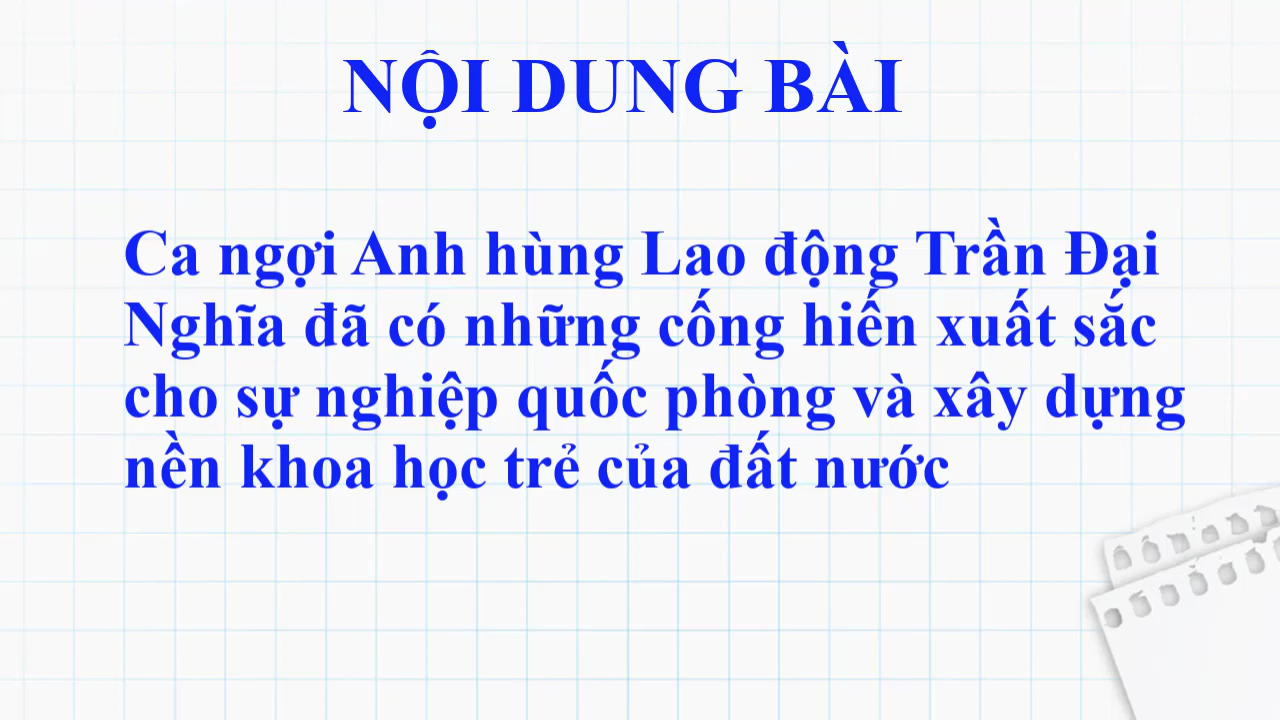 NỘI DUNG BÀI
Ca ngợi Anh hùng Lao động Trần Đại
Nghĩa đã có những cống hiến xuất sắc
cho sự nghiệp quốc phòng và xây dựng
nền khoa học trẻ của đất nước